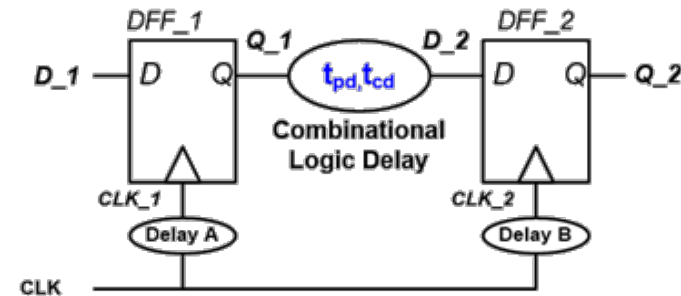 DFF_1
DFF_2
Q_1
D_2
D_1
D
Q
tpd,tcd
D
Q
Q_2
Combinational
Logic Delay
CLK_1
CLK_2
Delay A
Delay B
CLK